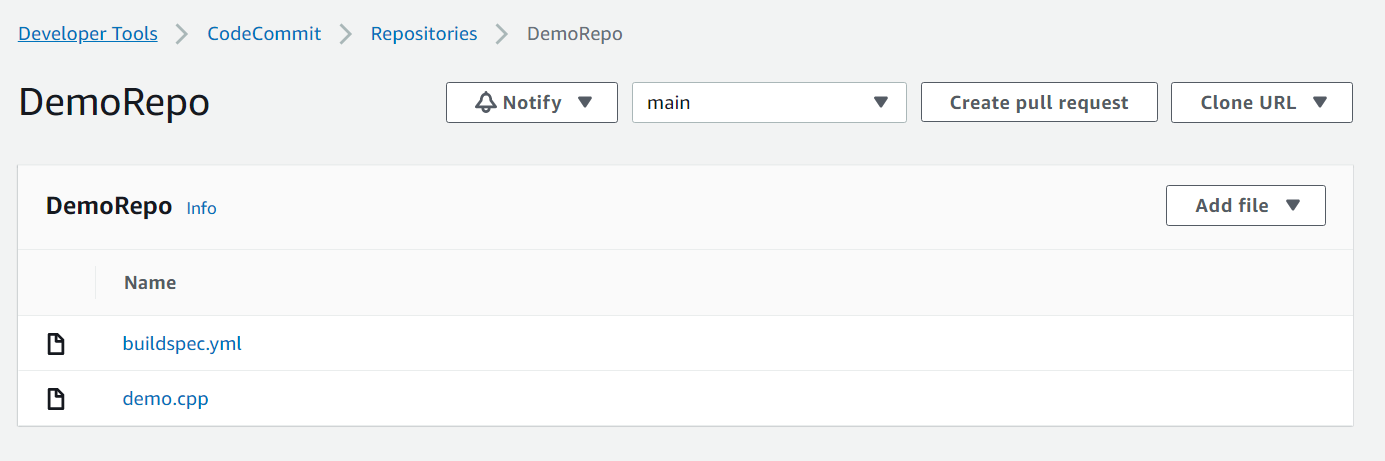 Developer Tools CodeCommit Repositories DemoRepo
DemoRepo Notify main Create pull request Clone URL
DemoRepo Info Add file
Name
buildspec.yml
demo.cpp